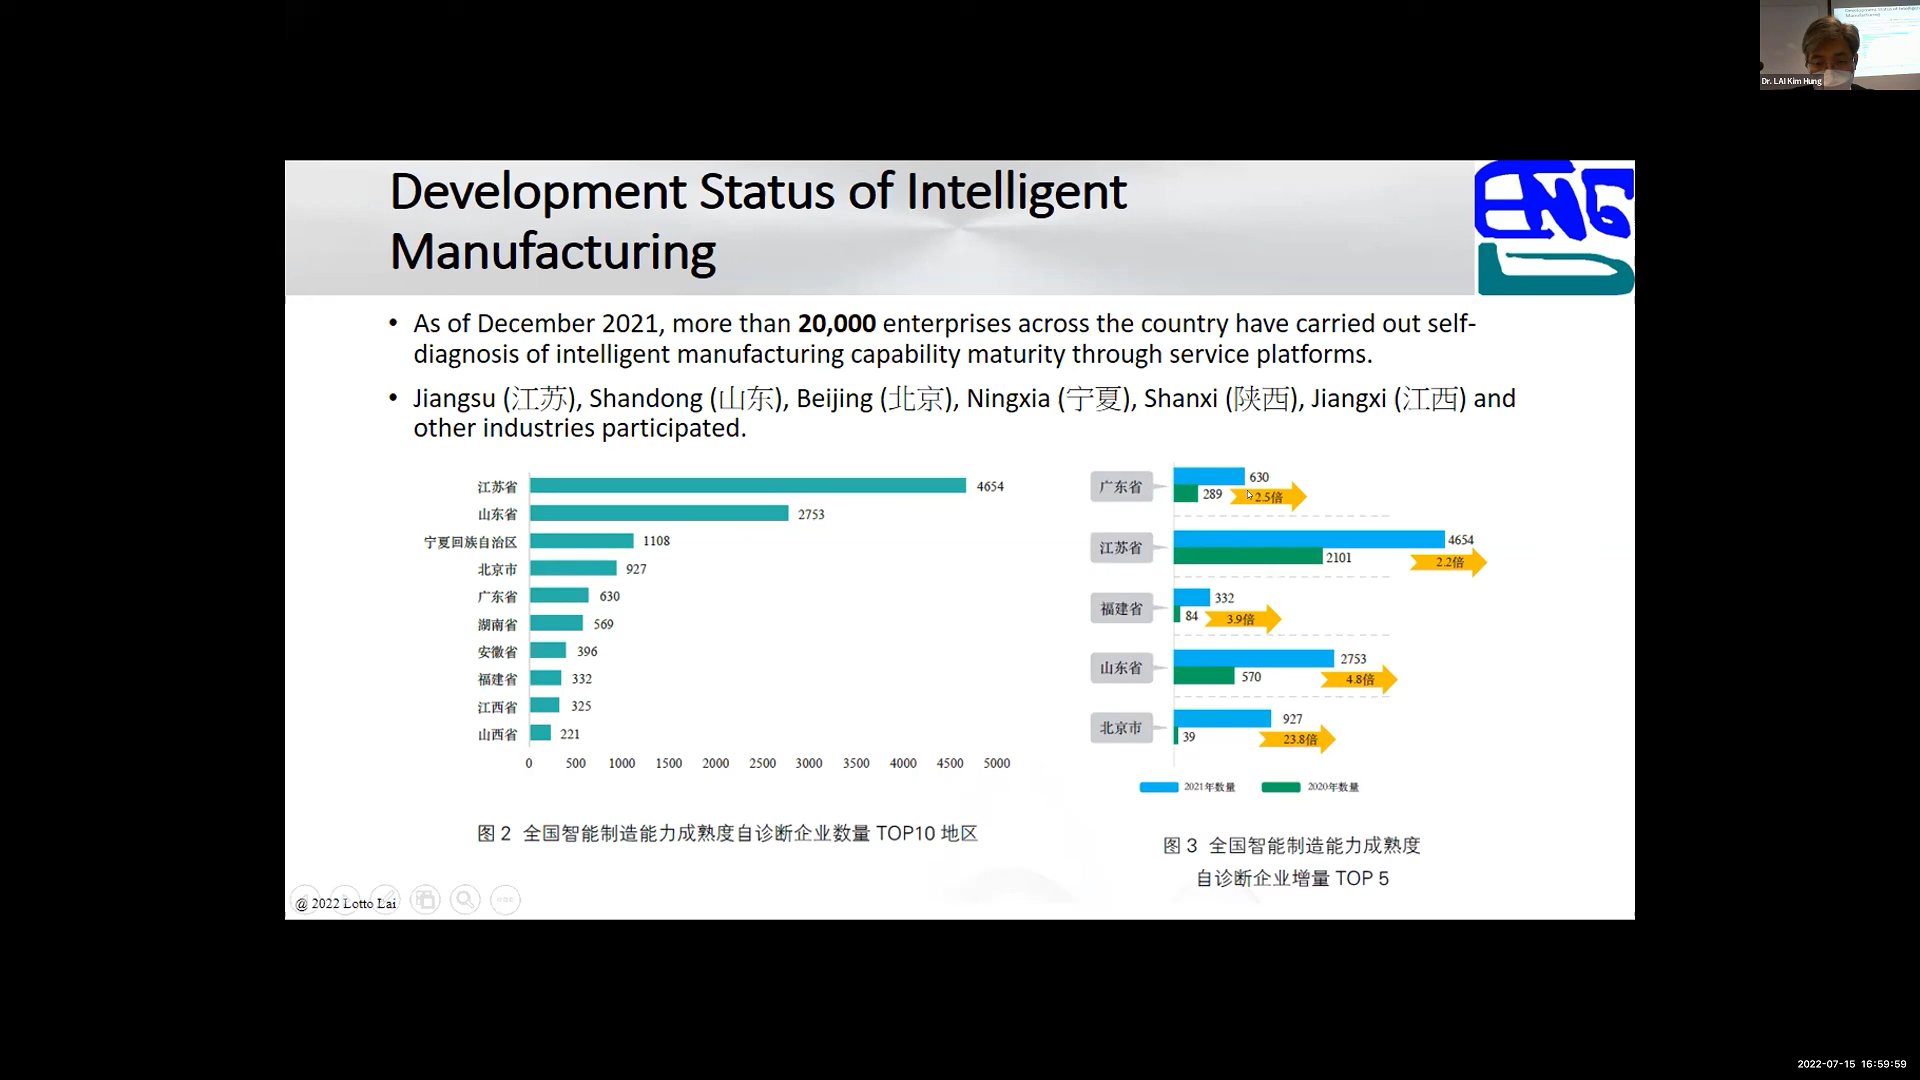 Development Status of Intelligent
Manufacturing
Dr. LAI Kim Hung
ENG
• As of December 2021, more than 20,000 enterprises across the country have carried out self-
diagnosis of intelligent manufacturing capability maturity through service platforms.
• Jiangsu (江苏), Shandong (山东), Beijing (北京), Ningxia (宁夏), Shanxi (陕西), Jiangxi (江西) and
other industries participated.
江苏省 4654
山东省 2753
宁夏回族自治区 1108
北京市 927
广东省 630
湖南省 569
安徽省 396
福建省 332
江西省 325
山西省 221
0 500 1000 1500 2000 2500 3000 3500 4000 4500 5000
图 2 全国智能制造能力成熟度自诊断企业数量 TOP10 地区
广东省 630
289 2.5倍
江苏省 4654
2101 2.2倍
福建省 332
84 3.9倍
山东省 2753
570 4.8倍
北京市 927
39 23.8倍
2021年数量 2020年数量
图 3 全国智能制造能力成熟度
自诊断企业增量 TOP 5
@ 2022 Lotto Lai
2022-07-15 16:59:59